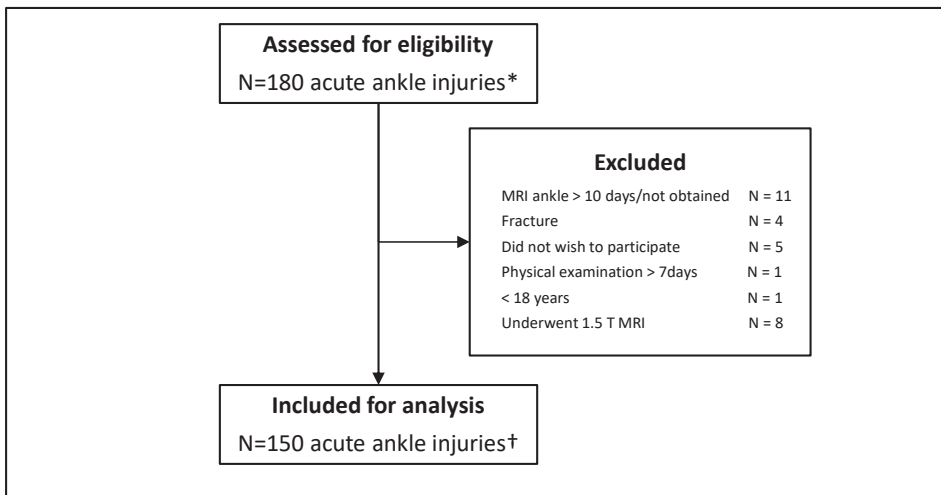 Assessed for eligibility
N=180 acute ankle injuries*
Excluded
MRI ankle > 10 days/not obtained N = 11
Fracture N = 4
Did not wish to participate N = 5
Physical examination > 7days N = 1
< 18 years N = 1
Underwent 1.5 T MRI N = 8
Included for analysis
N=150 acute ankle injuries†